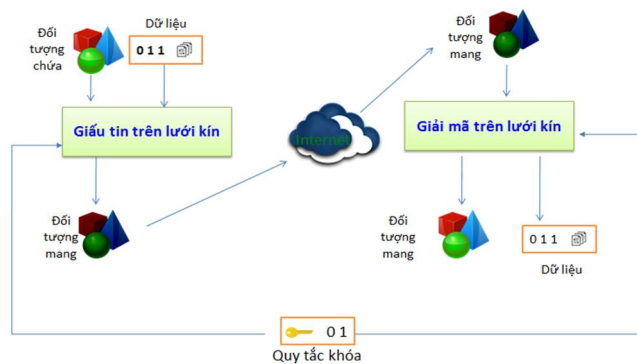 Đối
tượng
chứa
Dữ liệu
0 1 1
Giấu tin trên lưới kín
Đối
tượng
mang
Internet
Đối
tượng
mang
Giải mã trên lưới kín
Đối
tượng
mang
0 1 1
Dữ liệu
0 1
Quy tắc khóa